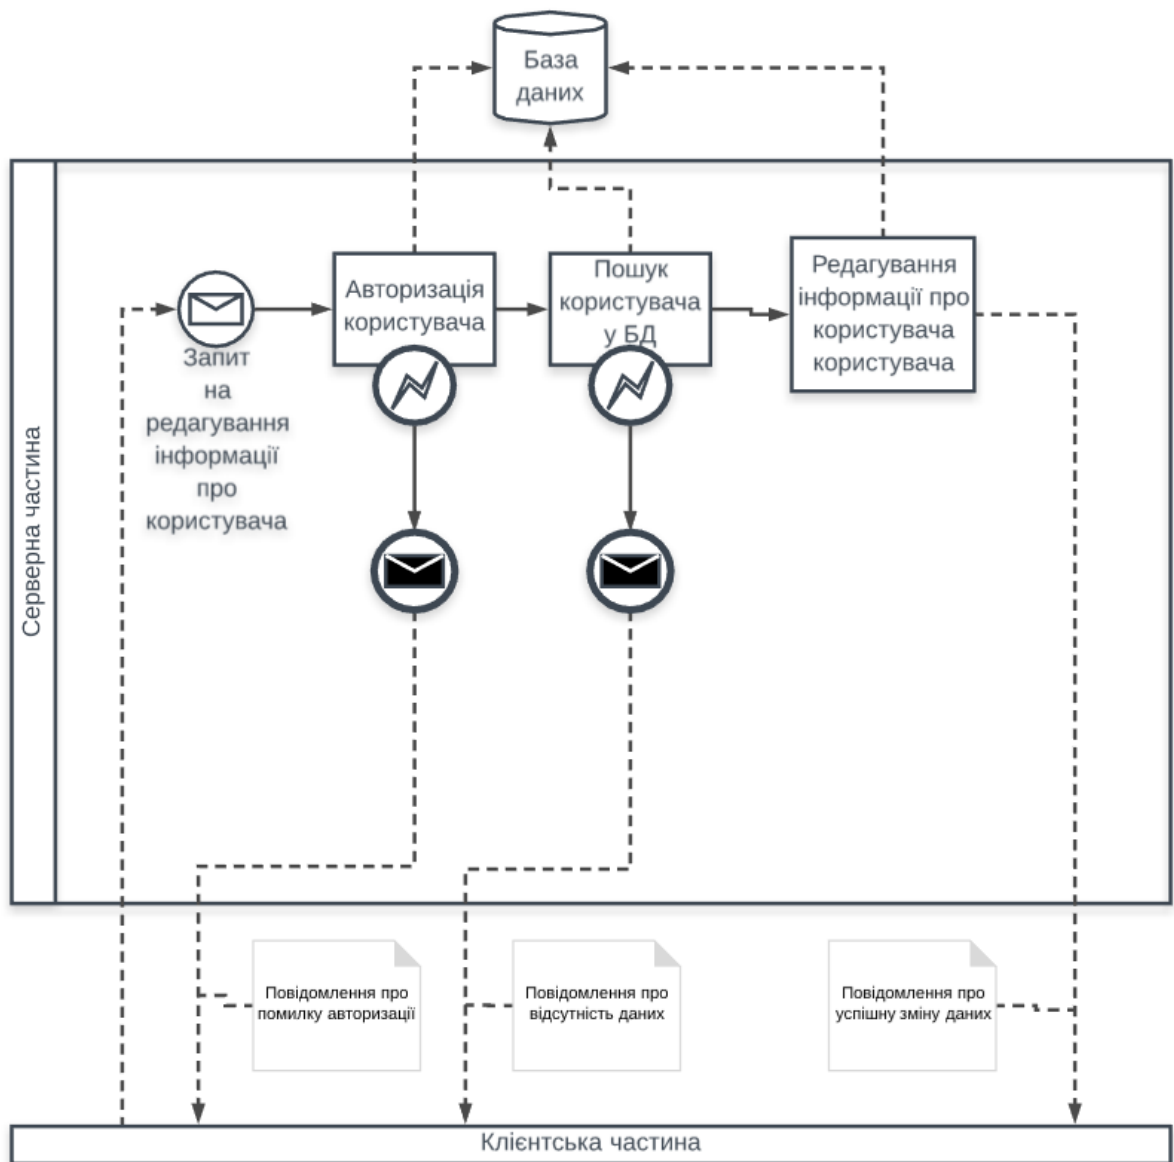 База
даних
Авторизація
користувача
Пошук
користувача
у БД
Редагування
інформації про
користувача
користувача
Запит
на
редагування
інформації
про
користувача
Серверна частина
Повідомлення про
помилку авторизації
Повідомлення про
відсутність даних
Повідомлення про
успішну зміну даних
Клієнтська частина